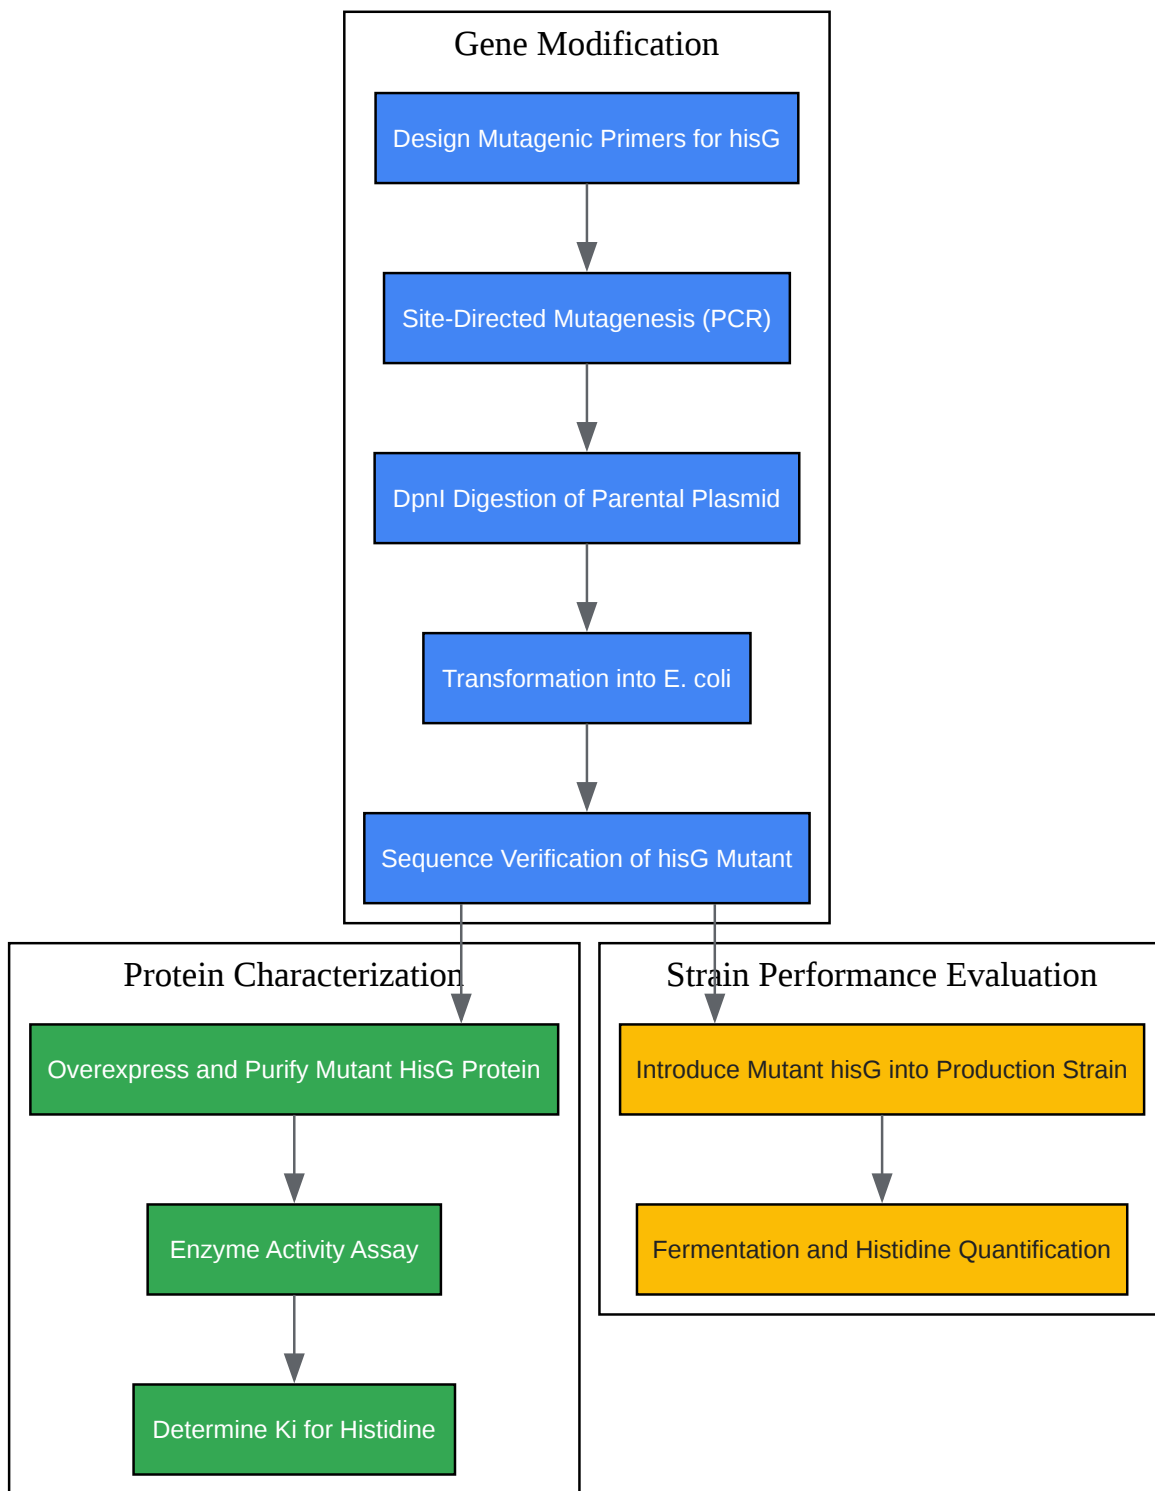 Gene Modification
Design Mutagenic Primers for hisG
Site-Directed Mutagenesis (PCR)
DpnI Digestion of Parental Plasmid
Transformation into E. coli
Sequence Verification of hisG Mutant
Protein Characterization
Overexpress and Purify Mutant HisG Protein
Enzyme Activity Assay
Determine Ki for Histidine
Strain Performance Evaluation
Introduce Mutant hisG into Production Strain
Fermentation and Histidine Quantification